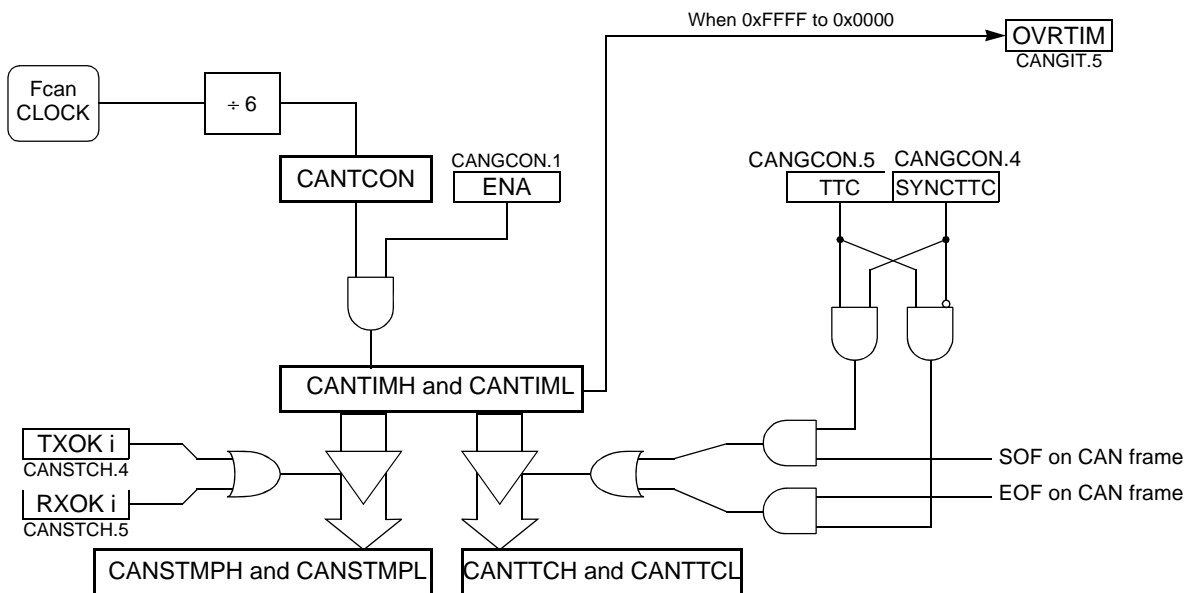 When 0xFFFF to 0x0000
OVRTIM
CANGIT.5
Fcan
CLOCK
÷ 6
CANTCON
CANGCON.1
ENA
CANGCON.5
CANGCON.4
TTC
SYNCTTC
CANTIMH and CANTIML
TXOK i
CANSTCH.4
RXOK i
CANSTCH.5
SOF on CAN frame
EOF on CAN frame
CANSTMPH and CANSTMPL
CANTTCH and CANTTCL